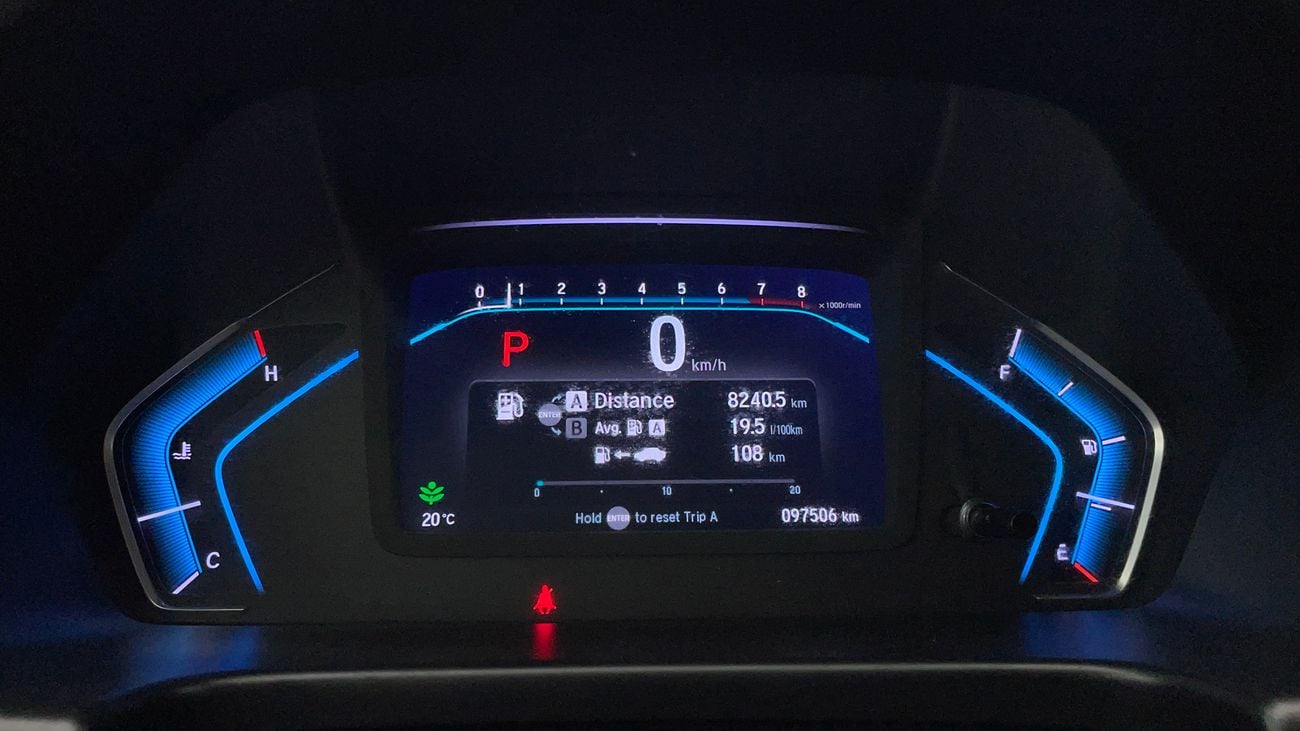 0 1 2 3 4 5 6 7 8
×1000r/min
P
0 km/h
H
F
ENTER
A Distance 8240.5 km
B Avg. A 19.5 l/100km
108 km
0 10 20
20°C
Hold ENTER to reset Trip A
097506 km
C
E